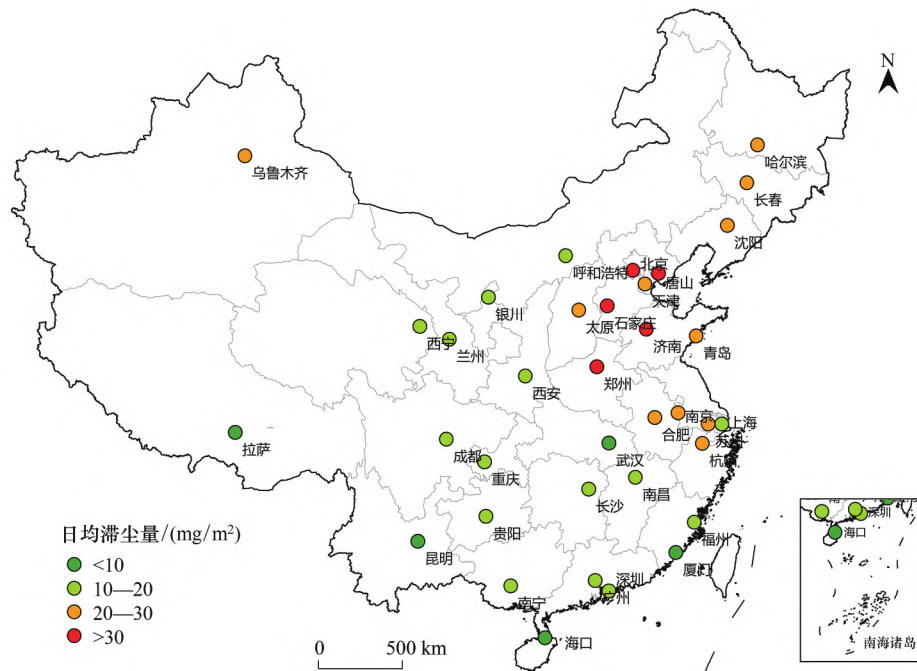 N
哈尔滨
乌鲁木齐
长春
沈阳
呼和浩特
北京
唐山
天津
银川
太原
石家庄
西宁
兰州
济南
青岛
西安
郑州
南京
上海
合肥
苏州
拉萨
成都
武汉
杭州
重庆
南昌
长沙
贵阳
福州
日均滞尘量/(mg/m²)
昆明
厦门
<10
深圳
10—20
南宁
广州
20—30
>30
海口
0 500 km
深圳
海口
南海诸岛